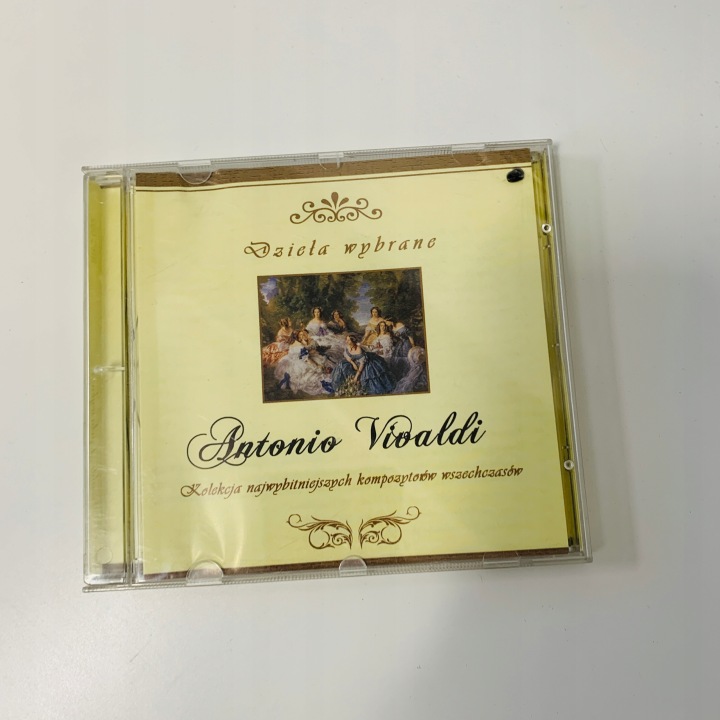 Dzieła wybrane
Antonio Vivaldi
Kolekcja najwybitniejszych kompozytorów wszechczasów